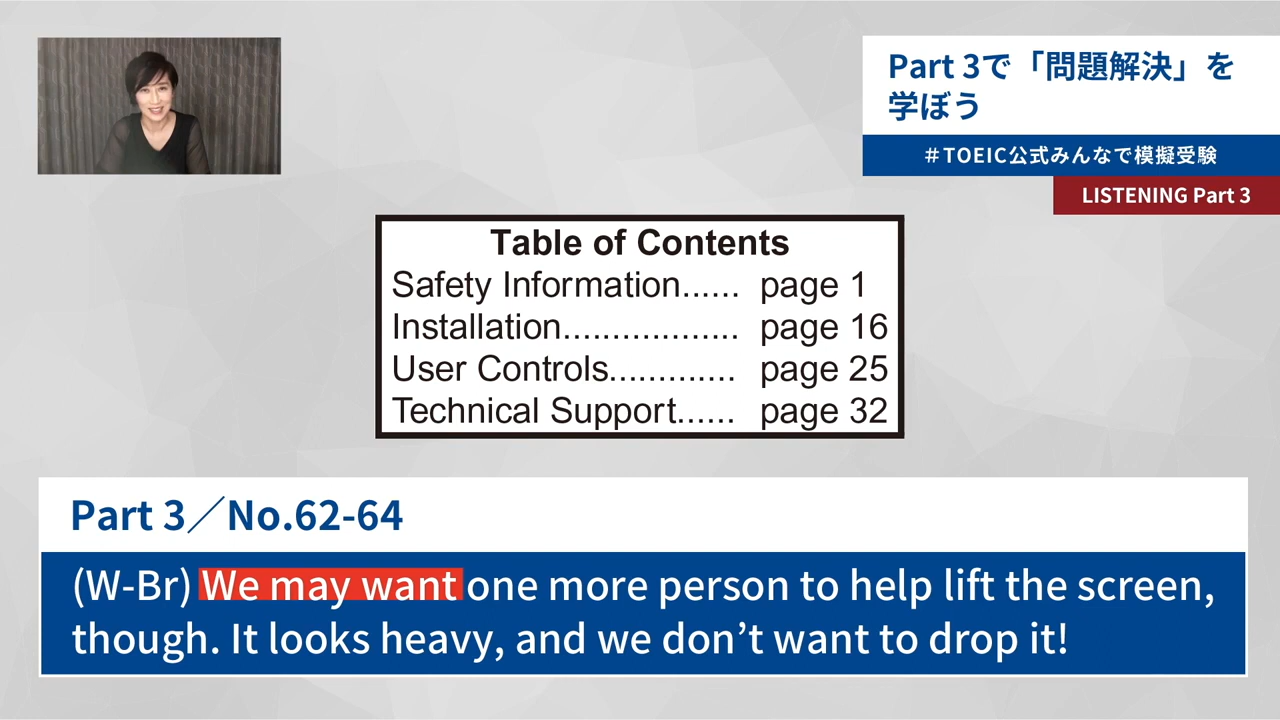 Part 3で「問題解決」を
学ぼう
＃TOEIC公式みんなで模擬受験
LISTENING Part 3
Table of Contents
Safety Information...... page 1
Installation.................. page 16
User Controls............. page 25
Technical Support...... page 32
Part 3／No.62-64
(W-Br) We may want one more person to help lift the screen,
though. It looks heavy, and we don’t want to drop it!